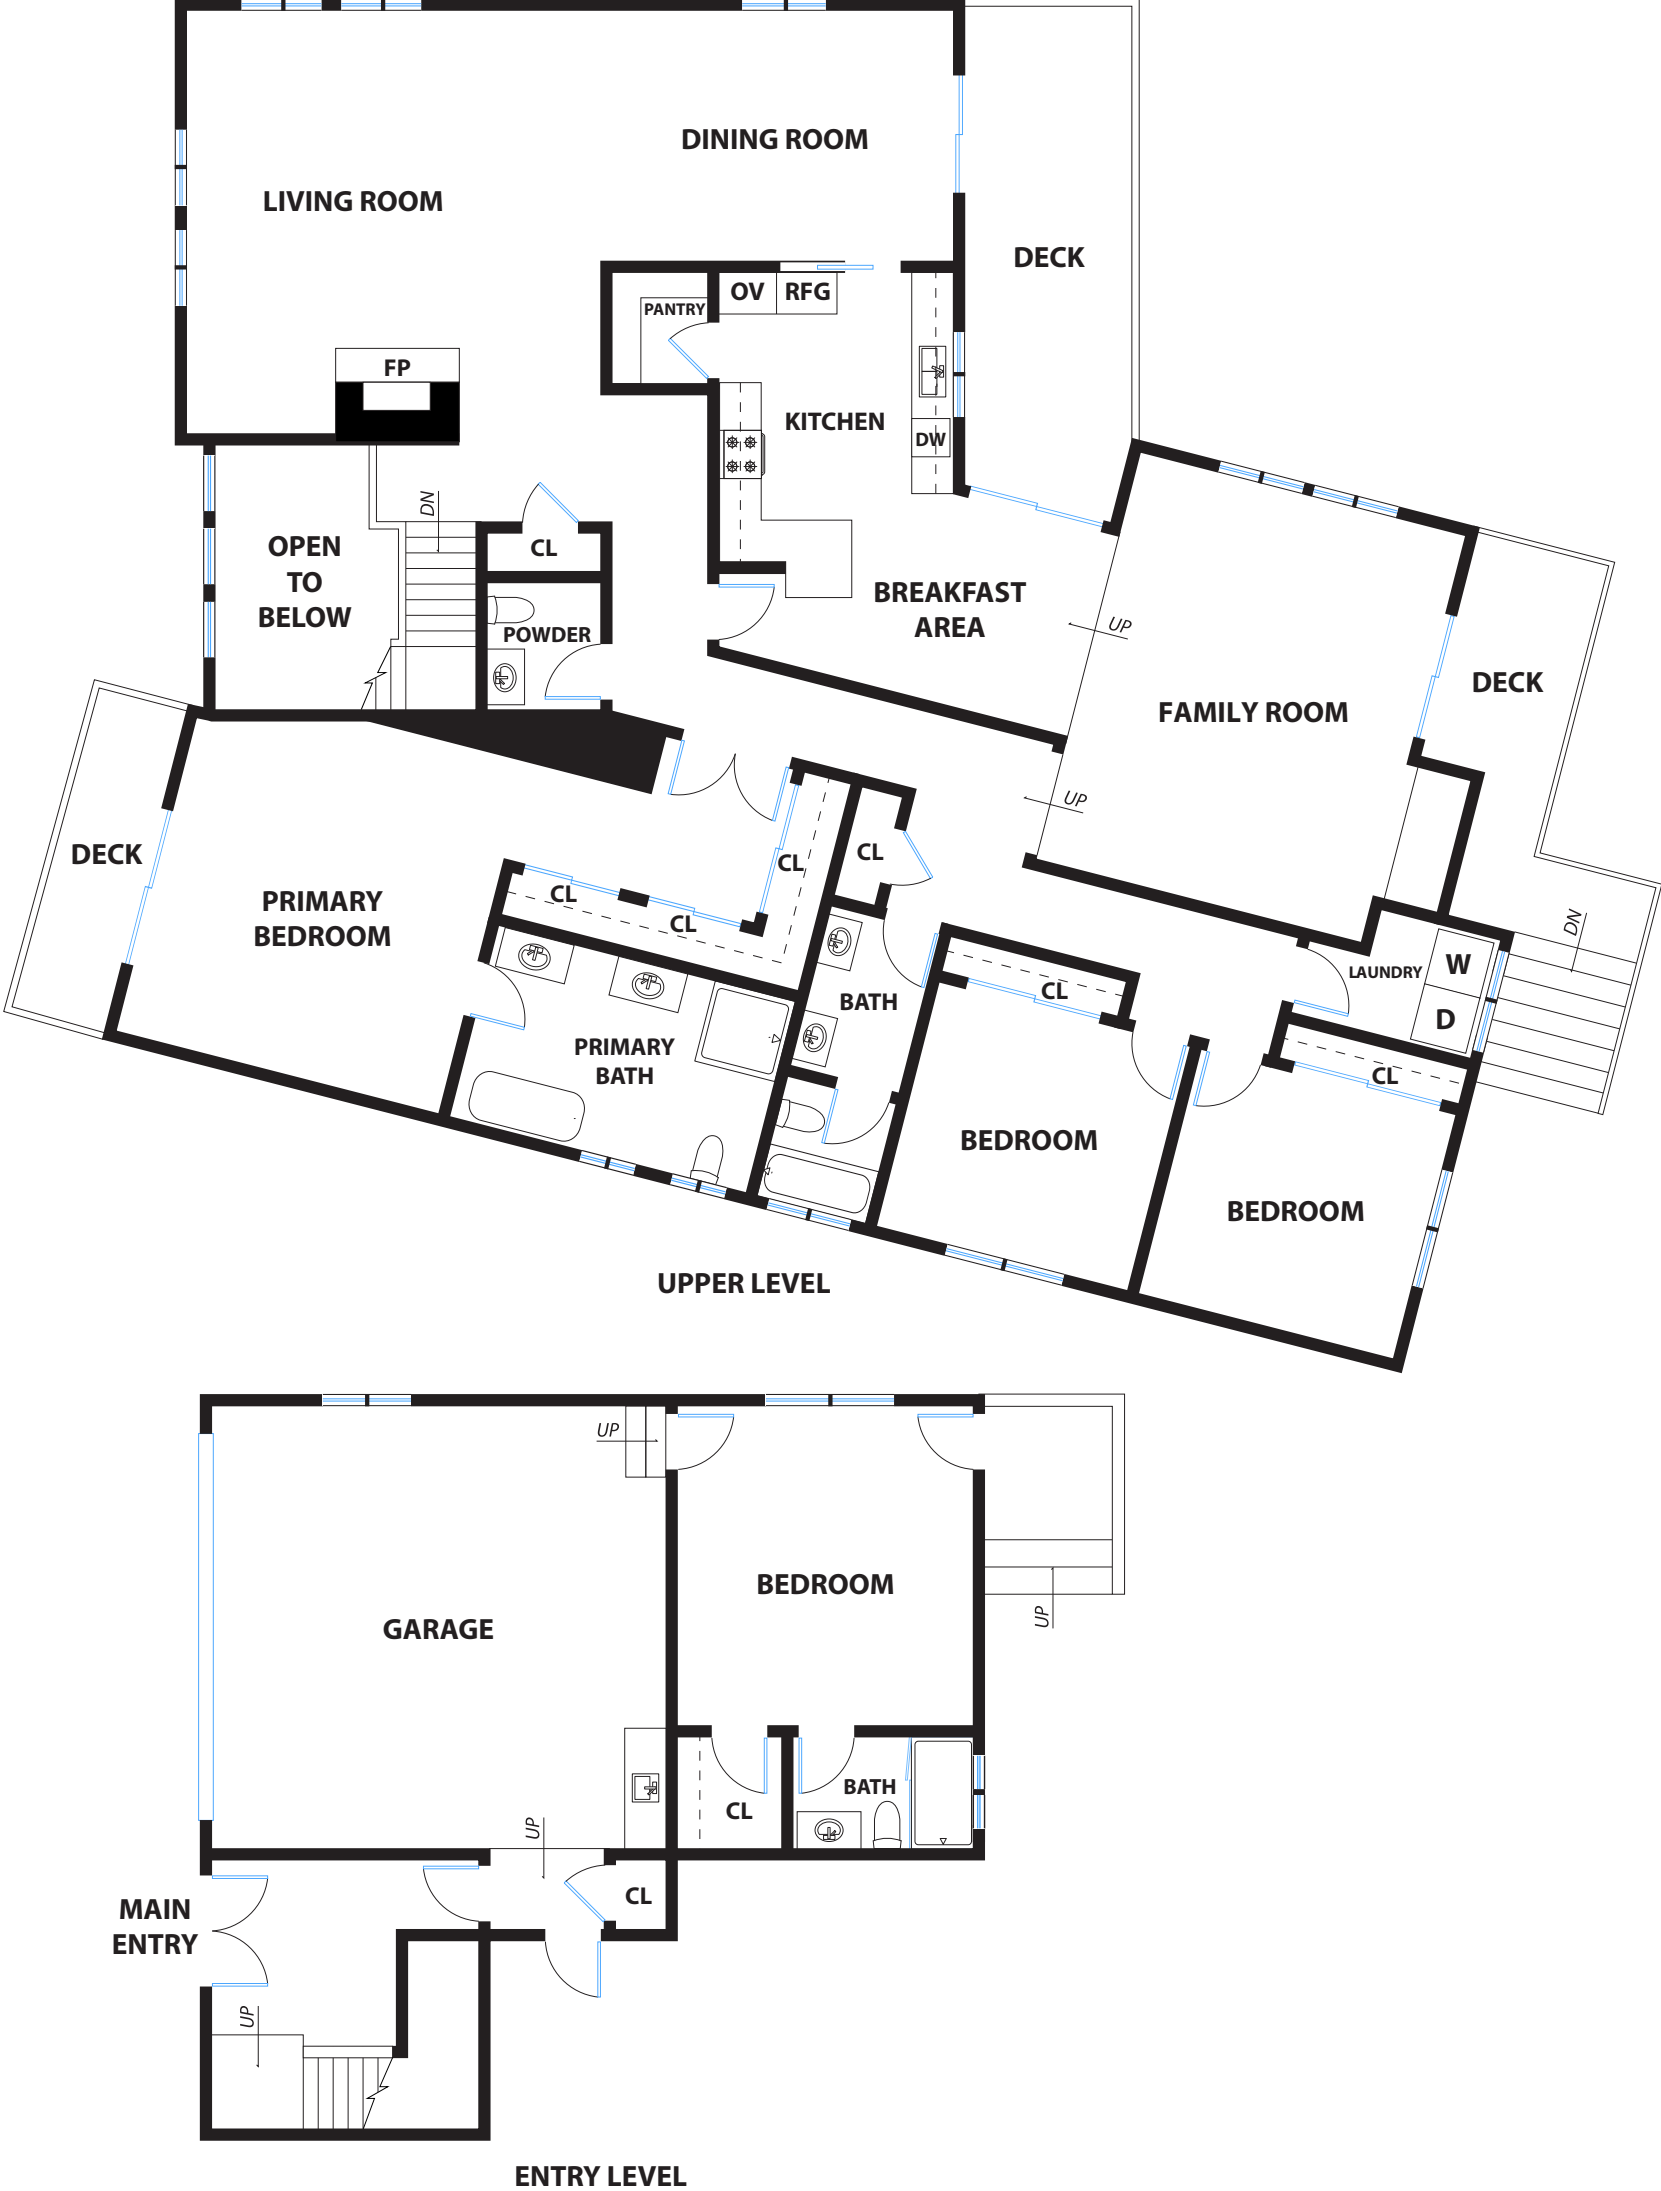 DINING ROOM
LIVING ROOM
DECK
OV
RFG
PANTRY
FP
KITCHEN
DW
DN
OPEN
TO
BELOW
CL
POWDER
BREAKFAST
AREA
UP
DECK
FAMILY ROOM
UP
DECK
PRIMARY
BEDROOM
CL
CL
CL
CL
DN
LAUNDRY
W
D
BATH
CL
PRIMARY
BATH
CL
BEDROOM
BEDROOM
UPPER LEVEL
UP
BEDROOM
GARAGE
UP
BATH
CL
UP
CL
MAIN
ENTRY
UP
ENTRY LEVEL